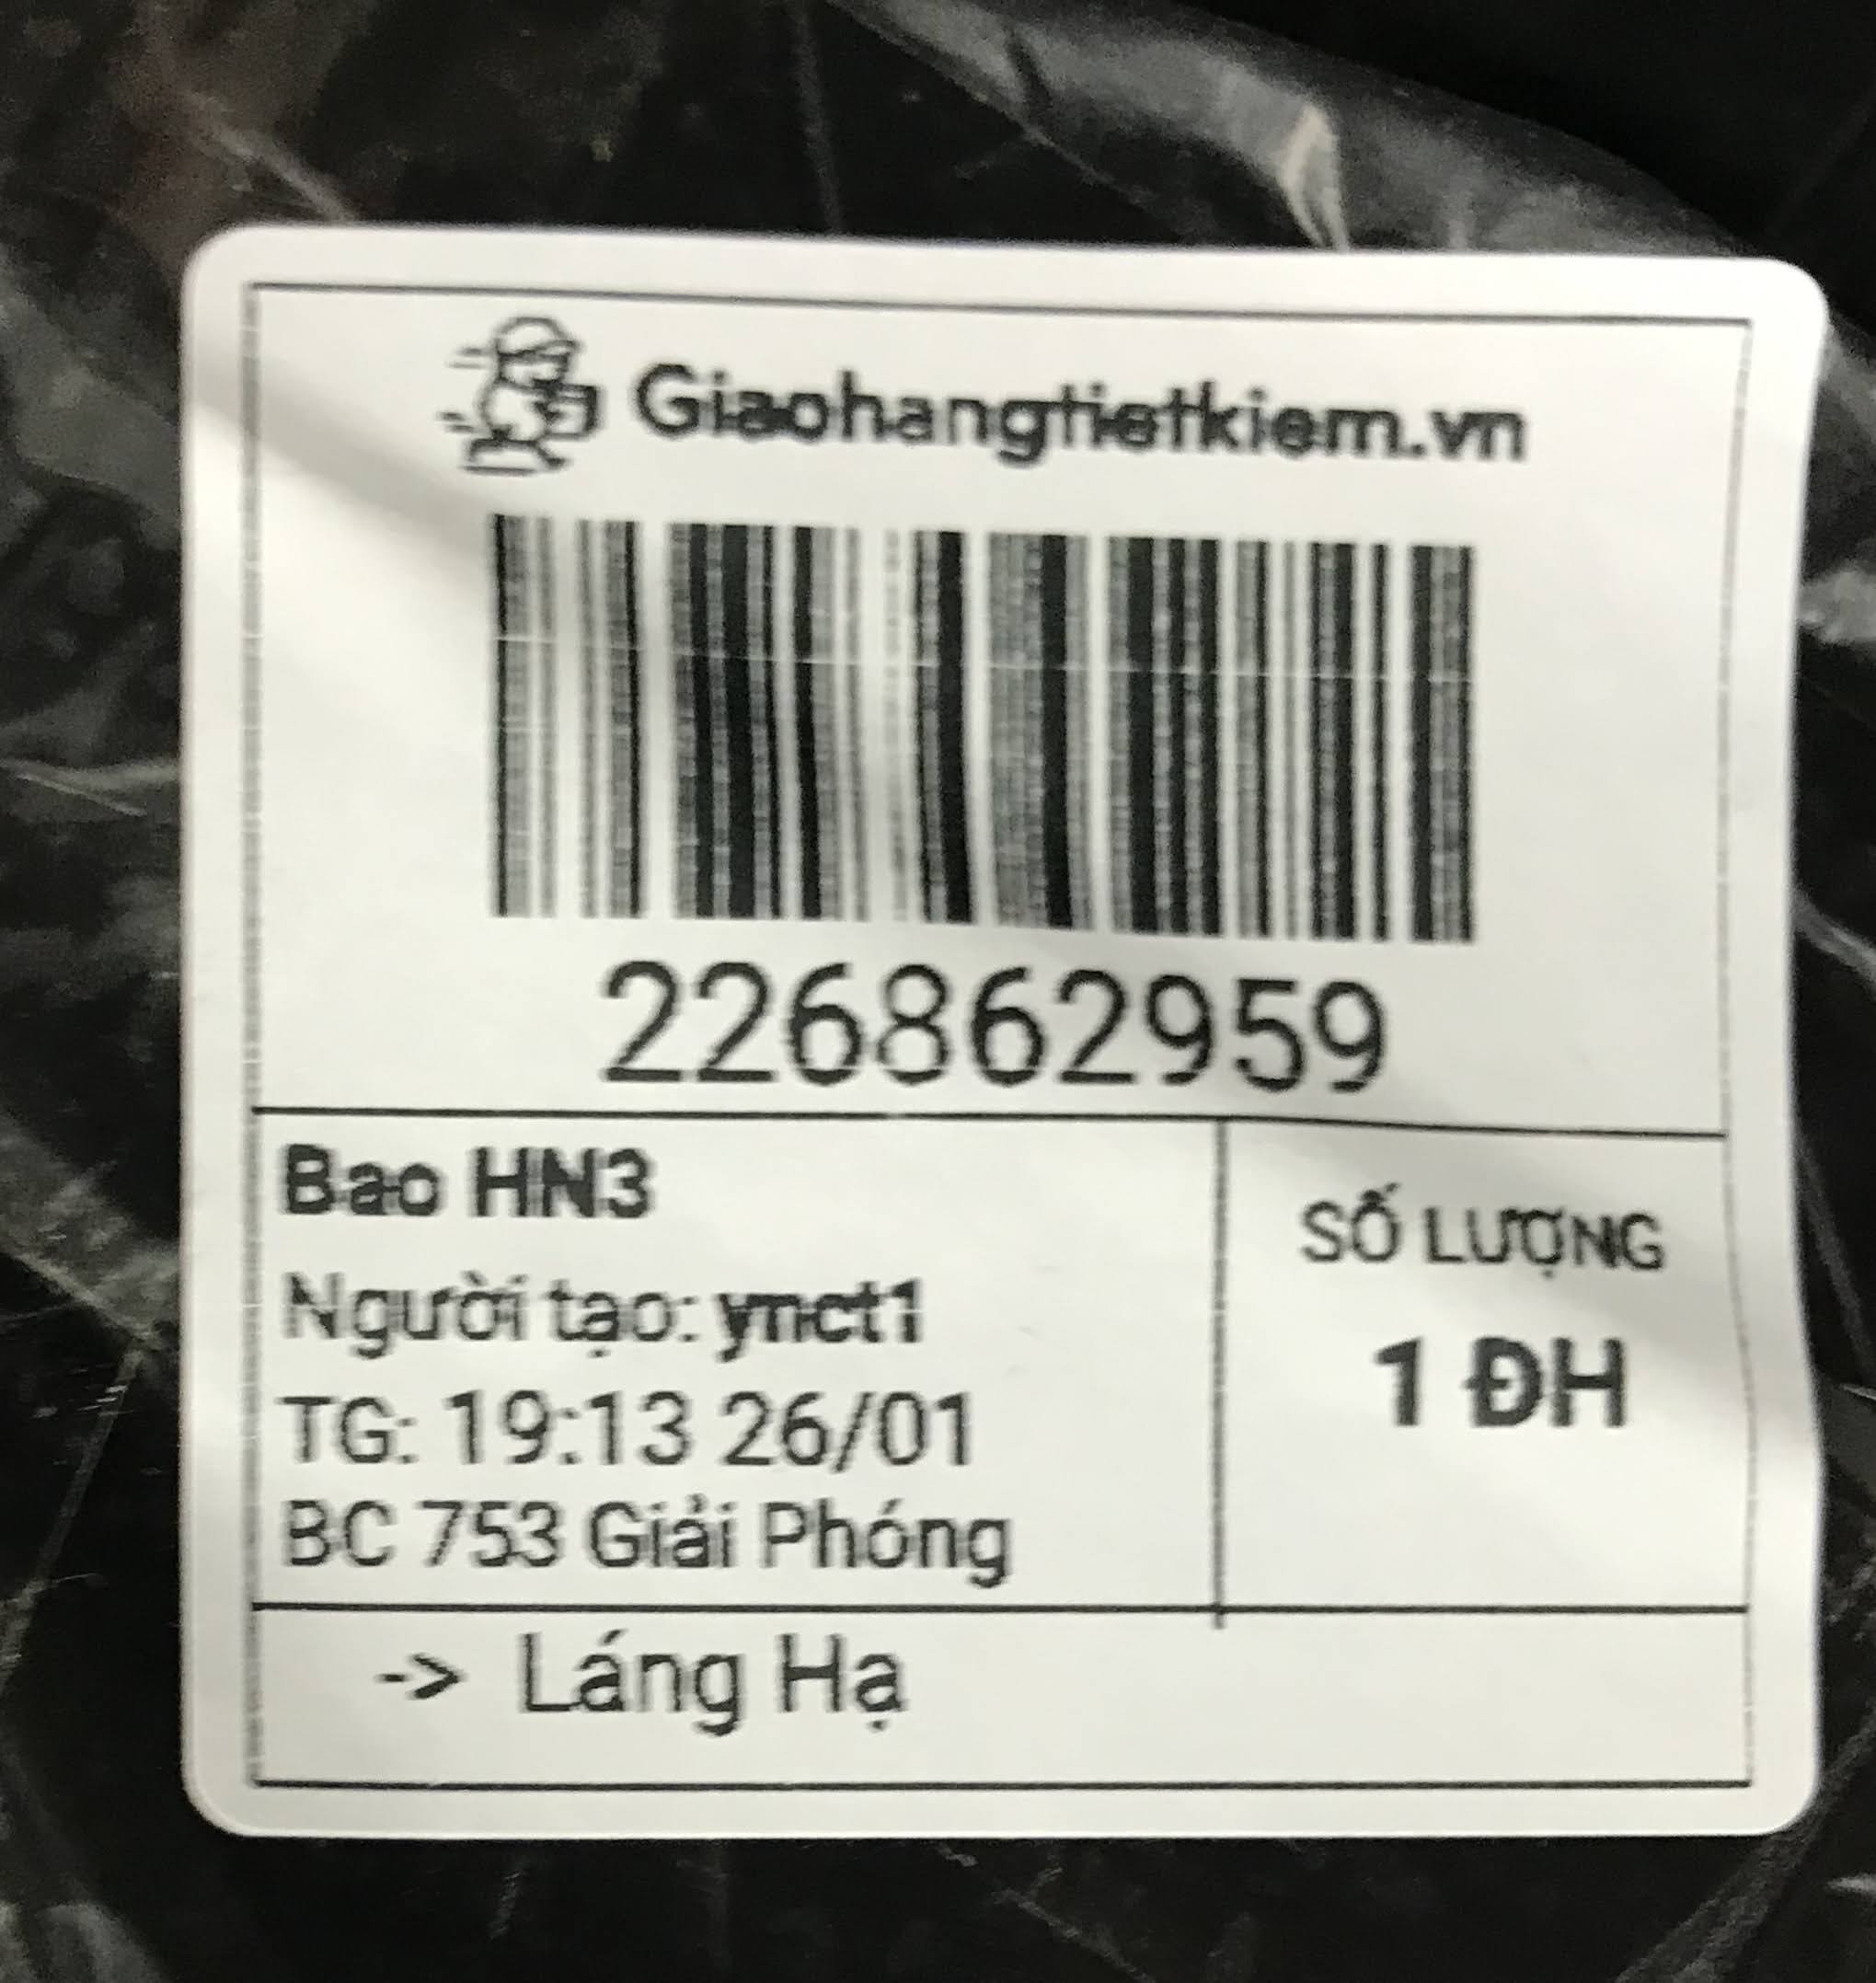 Giaohangtietkiem.vn
226862959
Bao HN3
Người tạo: ynct1
TG: 19:13 26/01
BC 753 Giải Phóng
SỐ LƯỢNG
1 ĐH
-> Láng Hạ